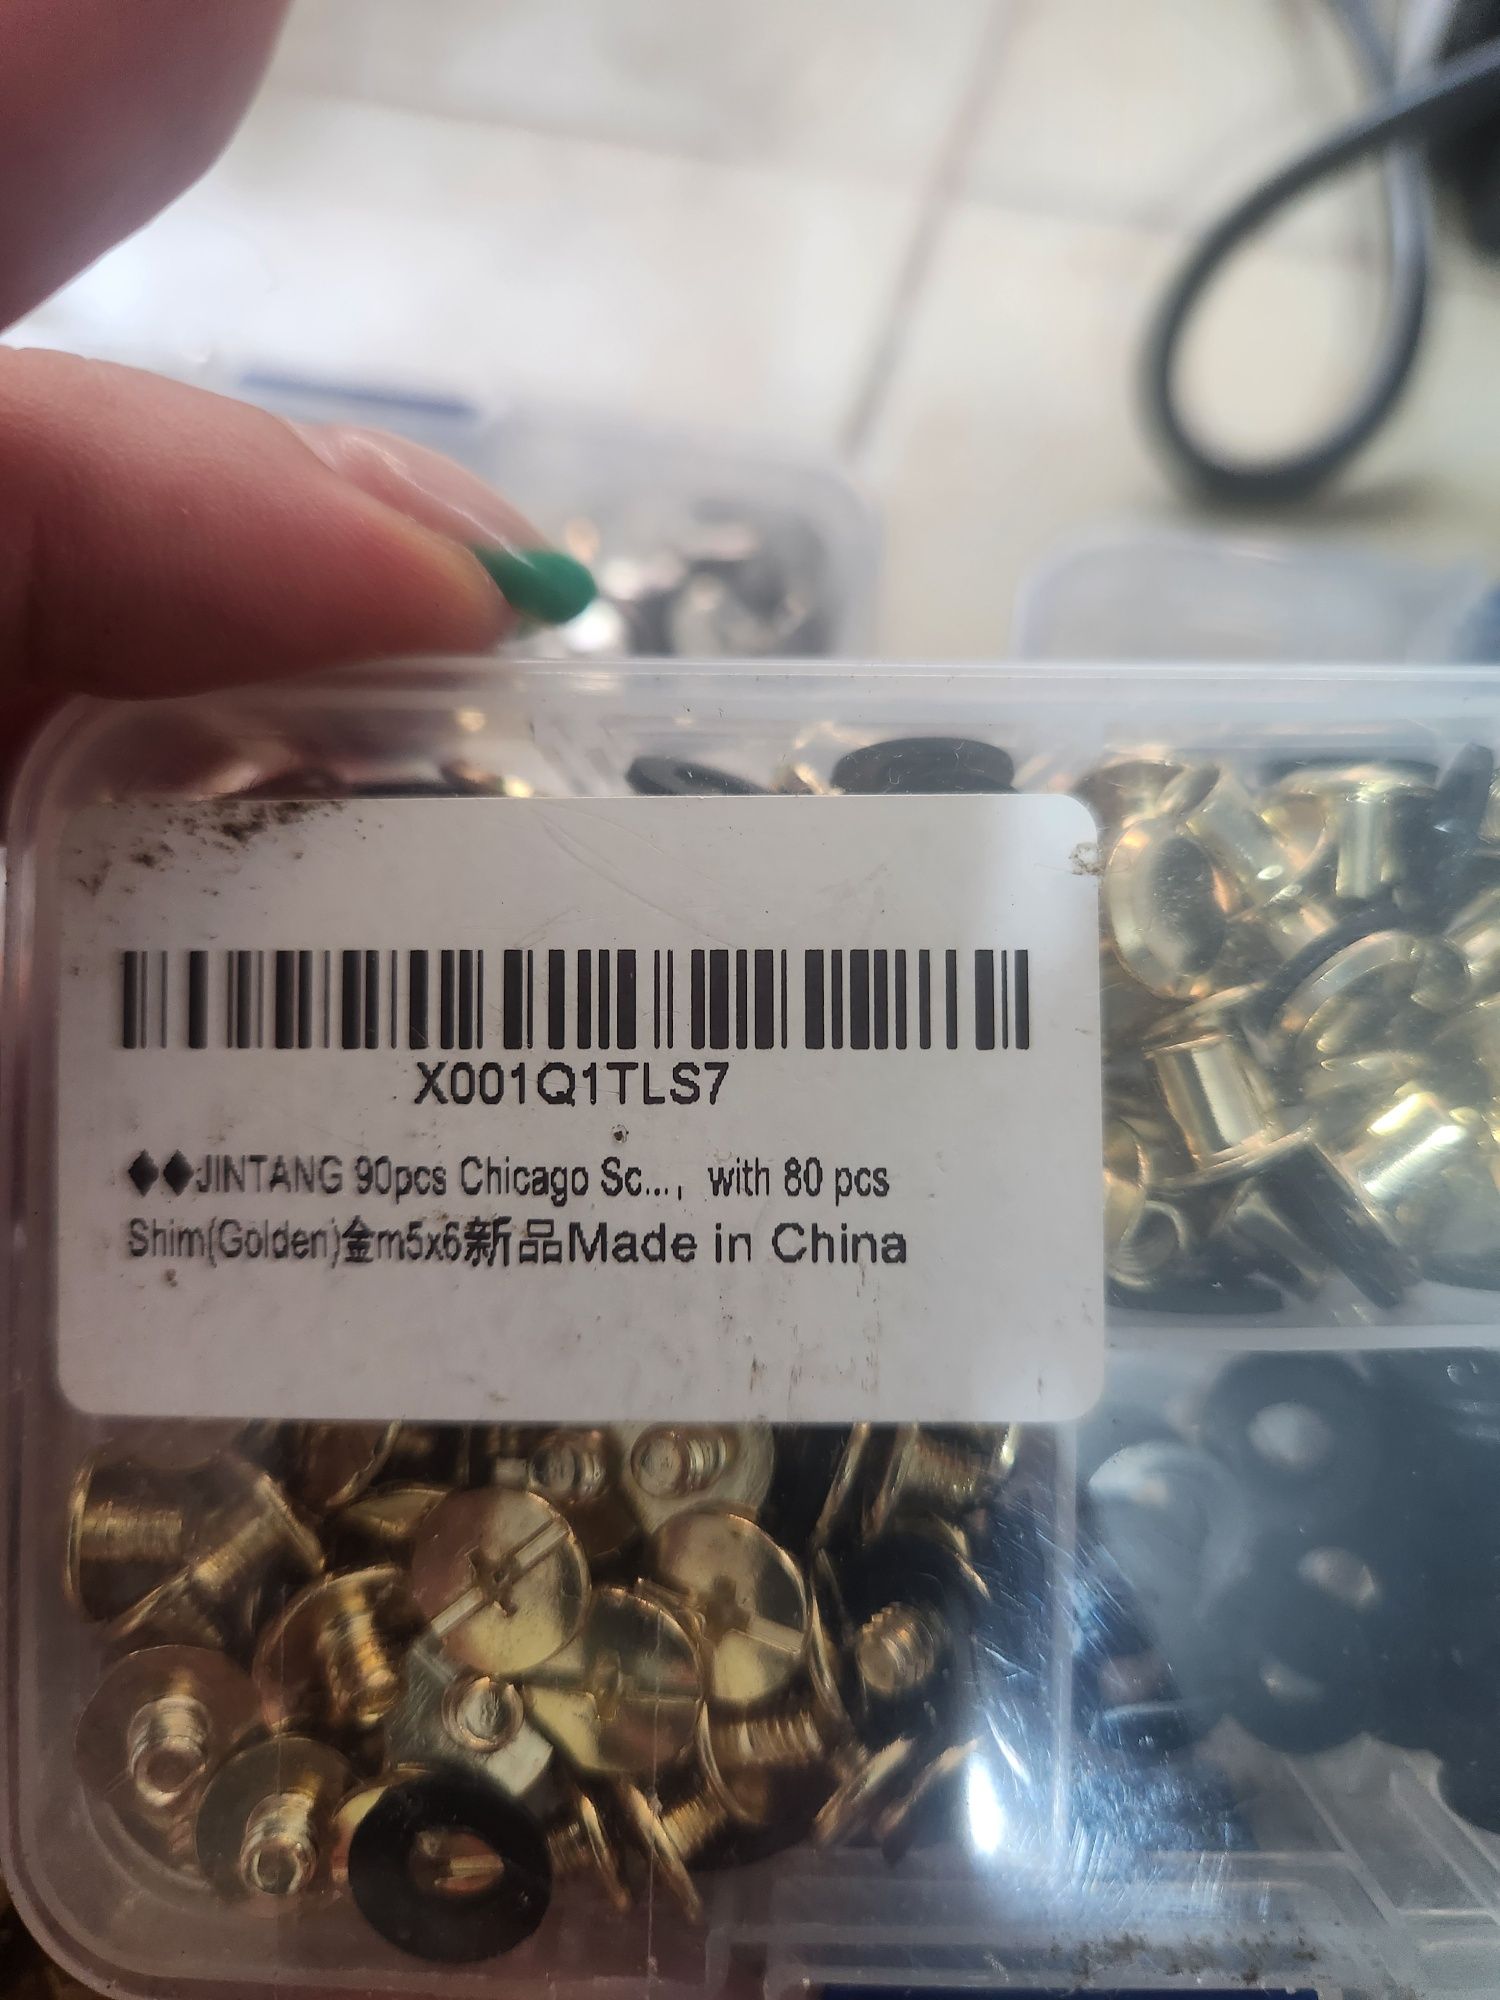 X001Q1TLS7
♦♦JINTANG 90pcs Chicago Sc..., with 80 pcs
Shim(Golden)金m5x6新品Made in China